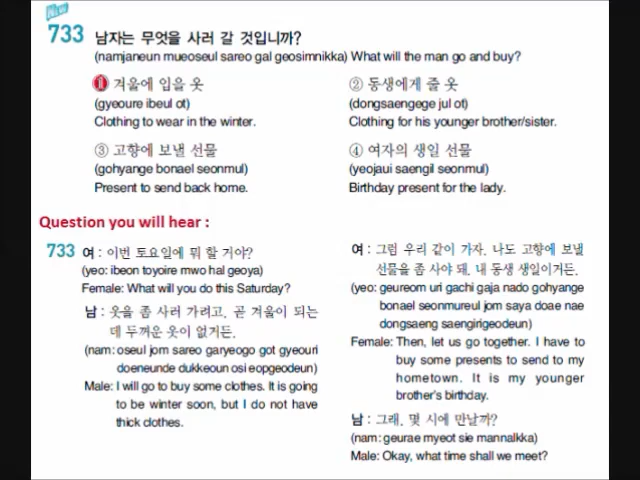 New
733 남자는 무엇을 사러 갈 것입니까?
(namjaneun mueoseul sareo gal geosimnikka) What will the man go and buy?
① 겨울에 입을 옷
(gyeoure ibeul ot)
Clothing to wear in the winter.
② 동생에게 줄 옷
(dongsaengege jul ot)
Clothing for his younger brother/sister.
③ 고향에 보낼 선물
(gohyange bonael seonmul)
Present to send back home.
④ 여자의 생일 선물
(yeojaui saengil seonmul)
Birthday present for the lady.
Question you will hear :
733 여 : 이번 토요일에 뭐 할 거야?
(yeo: ibeon toyoire mwo hal geoya)
Female: What will you do this Saturday?
남 : 옷을 좀 사러 가려고. 곧 겨울이 되는
데 두꺼운 옷이 없거든.
(nam: oseul jom sareo garyeogo got gyeouri
doeneunde dukkeoun osi eopgeodeun)
Male: I will go to buy some clothes. It is going
to be winter soon, but I do not have
thick clothes.
여 : 그럼 우리 같이 가자. 나도 고향에 보낼
선물을 좀 사야 돼. 내 동생 생일이거든.
(yeo: geureom uri gachi gaja nado gohyange
bonael seonmureul jom saya doae nae
dongsaeng saengirigeodeun)
Female: Then, let us go together. I have to
buy some presents to send to my
hometown. It is my younger
brother's birthday.
남 : 그래, 몇 시에 만날까?
(nam: geurae myeot sie mannalkka)
Male: Okay, what time shall we meet?